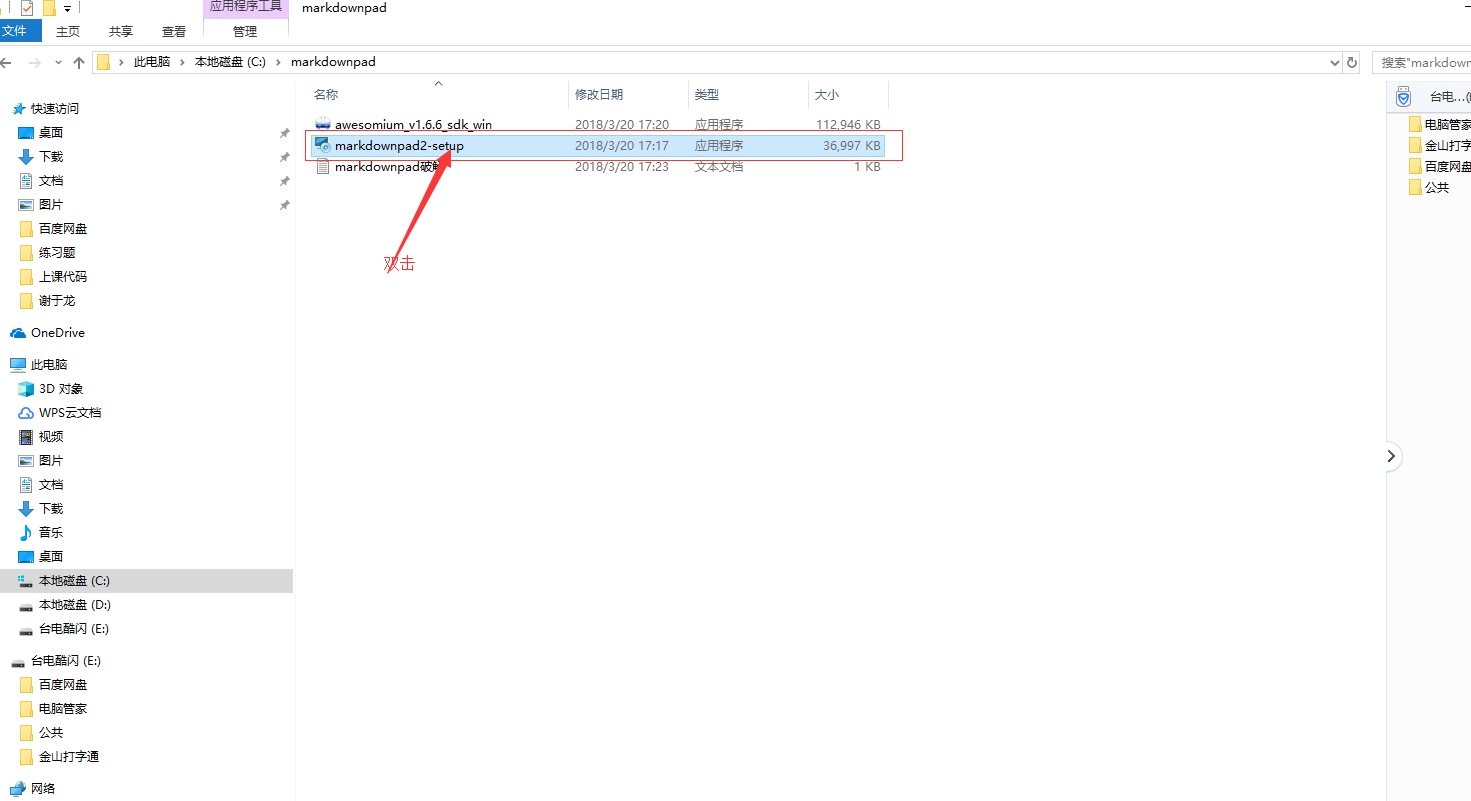 应用程序工具 markdownpad
文件 主页 共享 查看 管理
此电脑 本地磁盘 (C:) markdownpad 搜索"markdown
名称 修改日期 类型 大小
awesomium_v1.6.6_sdk_win 2018/3/20 17:20 应用程序 112,946 KB
markdownpad2-setup 2018/3/20 17:17 应用程序 36,997 KB
markdownpad破解 2018/3/20 17:23 文本文档 1 KB
双击
快速访问
桌面
下载
文档
图片
百度网盘
练习题
上课代码
谢于龙
OneDrive
此电脑
3D 对象
WPS云文档
视频
图片
文档
下载
音乐
桌面
本地磁盘 (C:)
本地磁盘 (D:)
台电酷闪 (E:)
台电酷闪 (E:)
百度网盘
电脑管家
公共
金山打字通
网络
台电...(
电脑管家
金山打字
百度网盘
公共